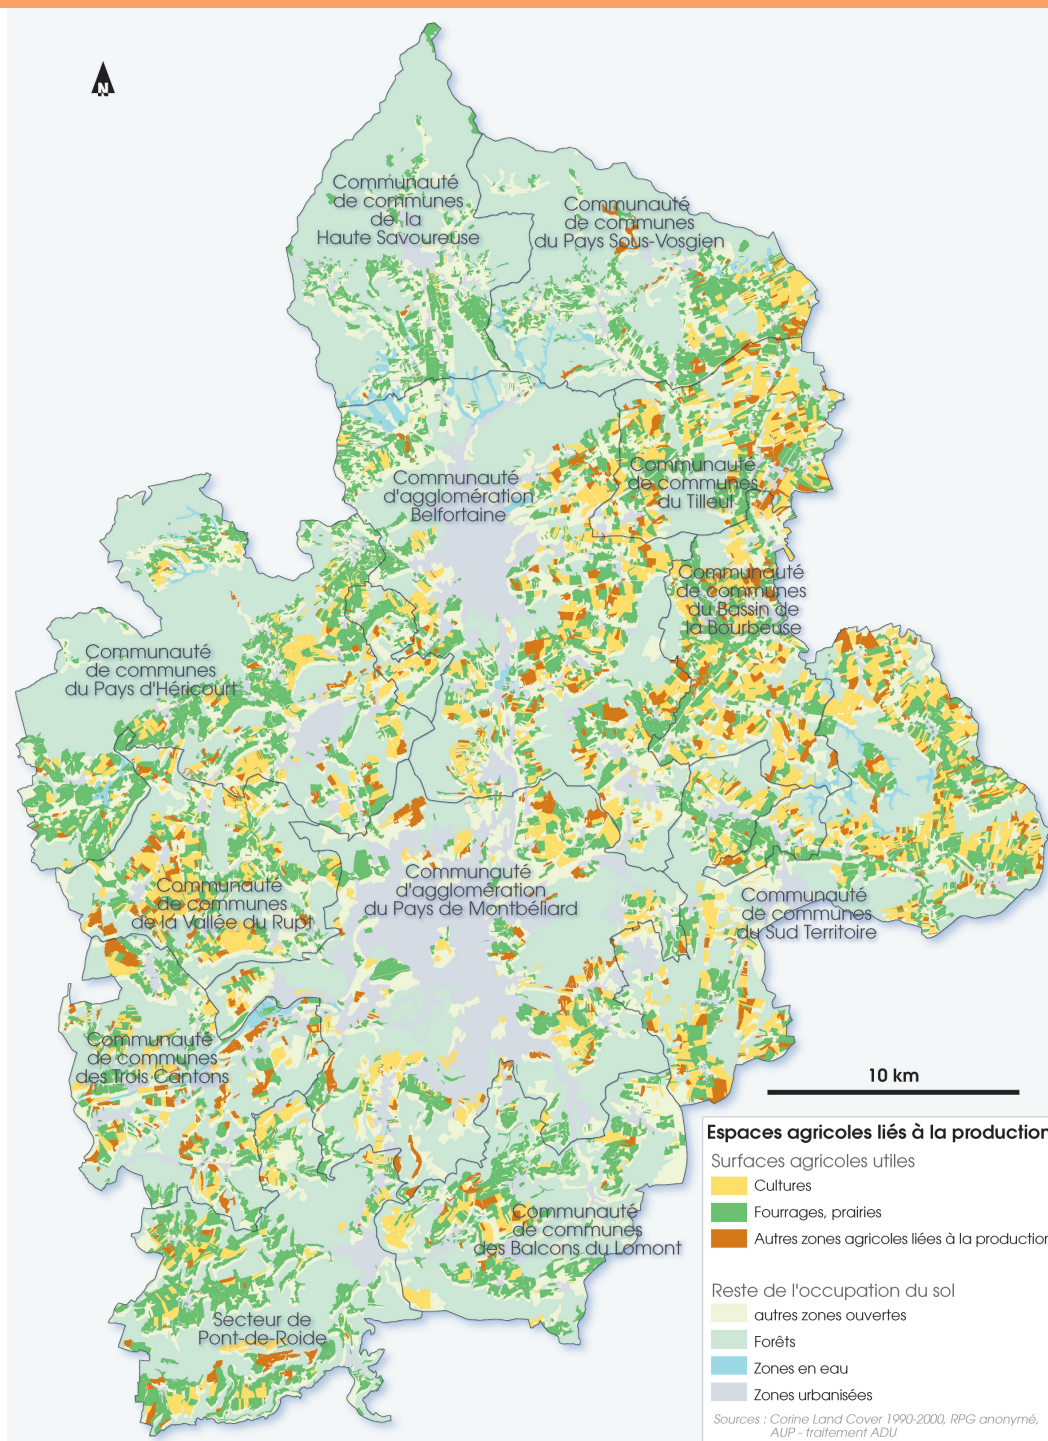 N
Communauté
de communes
de la
Haute Savoureuse
Communauté
de communes
du Pays Sous-Vosgien
Communauté
d'agglomération
Belfortaine
Communauté
de communes
du Tilleul
Communauté
de communes
du Bassin de
la Bourbeuse
Communauté
de communes
du Pays d'Héricourt
Communauté
de communes
de la Vallée du Rupt
Communauté
d'agglomération
du Pays de Montbéliard
Communauté
de communes
du Sud Territoire
Communauté
de communes
des Trois Cantons
Communauté
de communes
des Balcons du Lomont
Secteur de
Pont-de-Roide
10 km
Espaces agricoles liés à la production
Surfaces agricoles utiles
Cultures
Fourrages, prairies
Autres zones agricoles liées à la production
Reste de l'occupation du sol
autres zones ouvertes
Forêts
Zones en eau
Zones urbanisées
Sources : Corine Land Cover 1990-2000, RPG anonymé,
AUP - traitement ADU